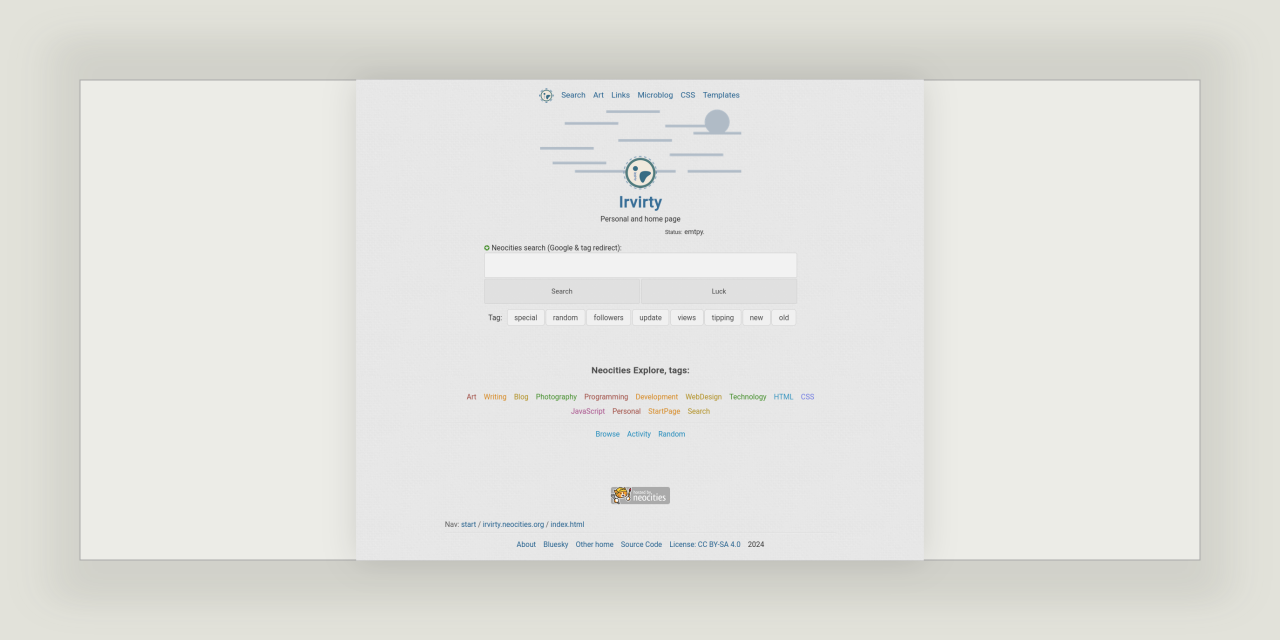 Search Art Links Microblog CSS Templates
Irvirty
Personal and home page
Status: emtpy.
Neocities search (Google & tag redirect):
Search Luck
Tag: special random followers update views tipping new old
Neocities Explore, tags:
Art Writing Blog Photography Programming Development WebDesign Technology HTML CSS
JavaScript Personal StartPage Search
Browse Activity Random
neocities
Nav: start / irvirty.neocities.org / index.html
About Bluesky Other home Source Code License: CC BY-SA 4.0 2024